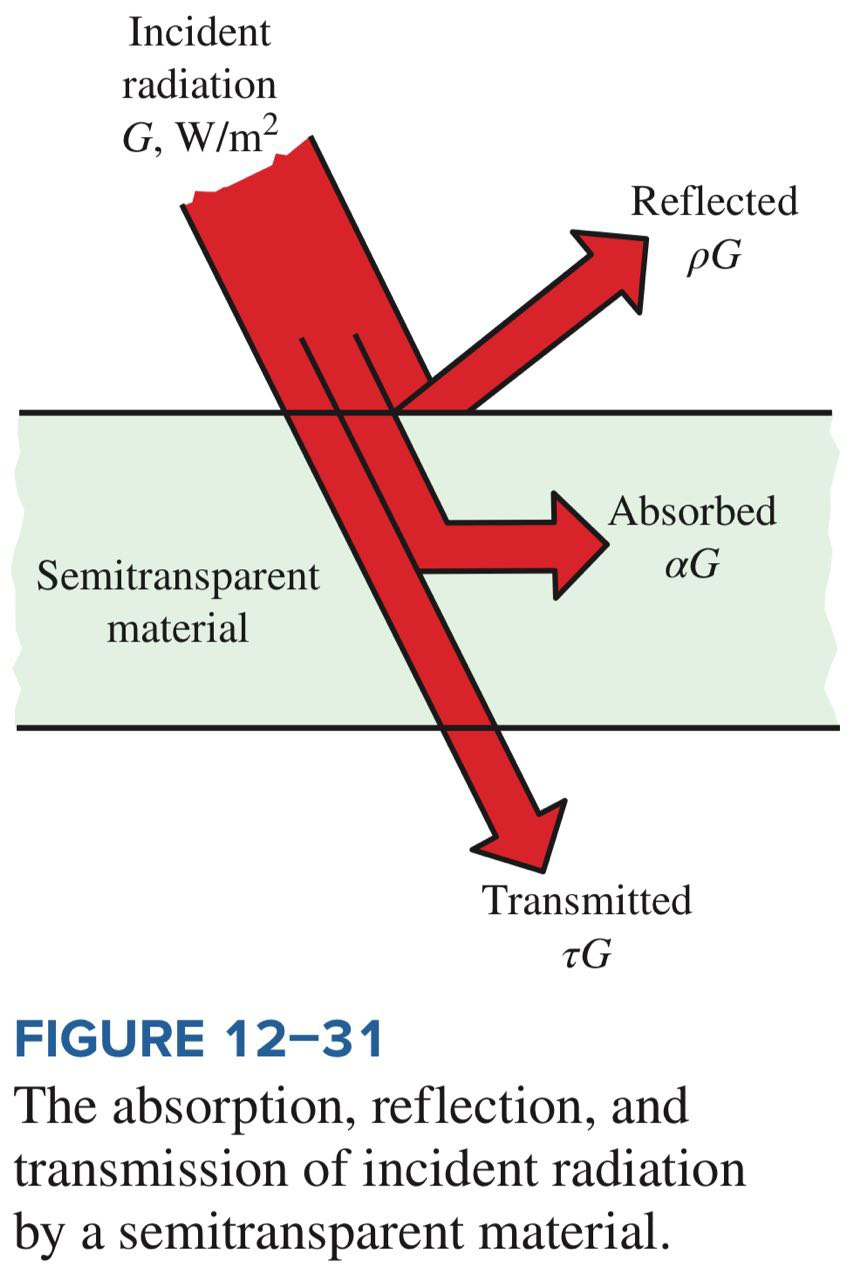 Incident
radiation
G, W/m²
Reflected
ρG
Absorbed
αG
Semitransparent
material
Transmitted
τG
FIGURE 12–31
The absorption, reflection, and
transmission of incident radiation
by a semitransparent material.